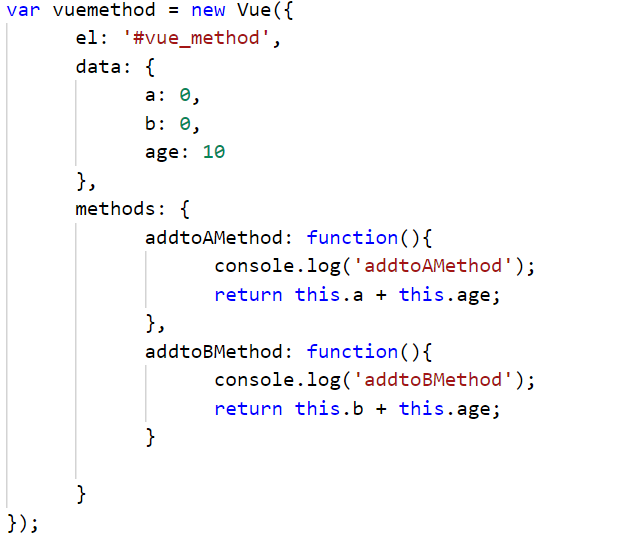 var vuemethod = new Vue({
el: '#vue_method',
data: {
a: 0,
b: 0,
age: 10
},
methods: {
addtoAMethod: function(){
console.log('addtoAMethod');
return this.a + this.age;
},
addtoBMethod: function(){
console.log('addtoBMethod');
return this.b + this.age;
}
}
});